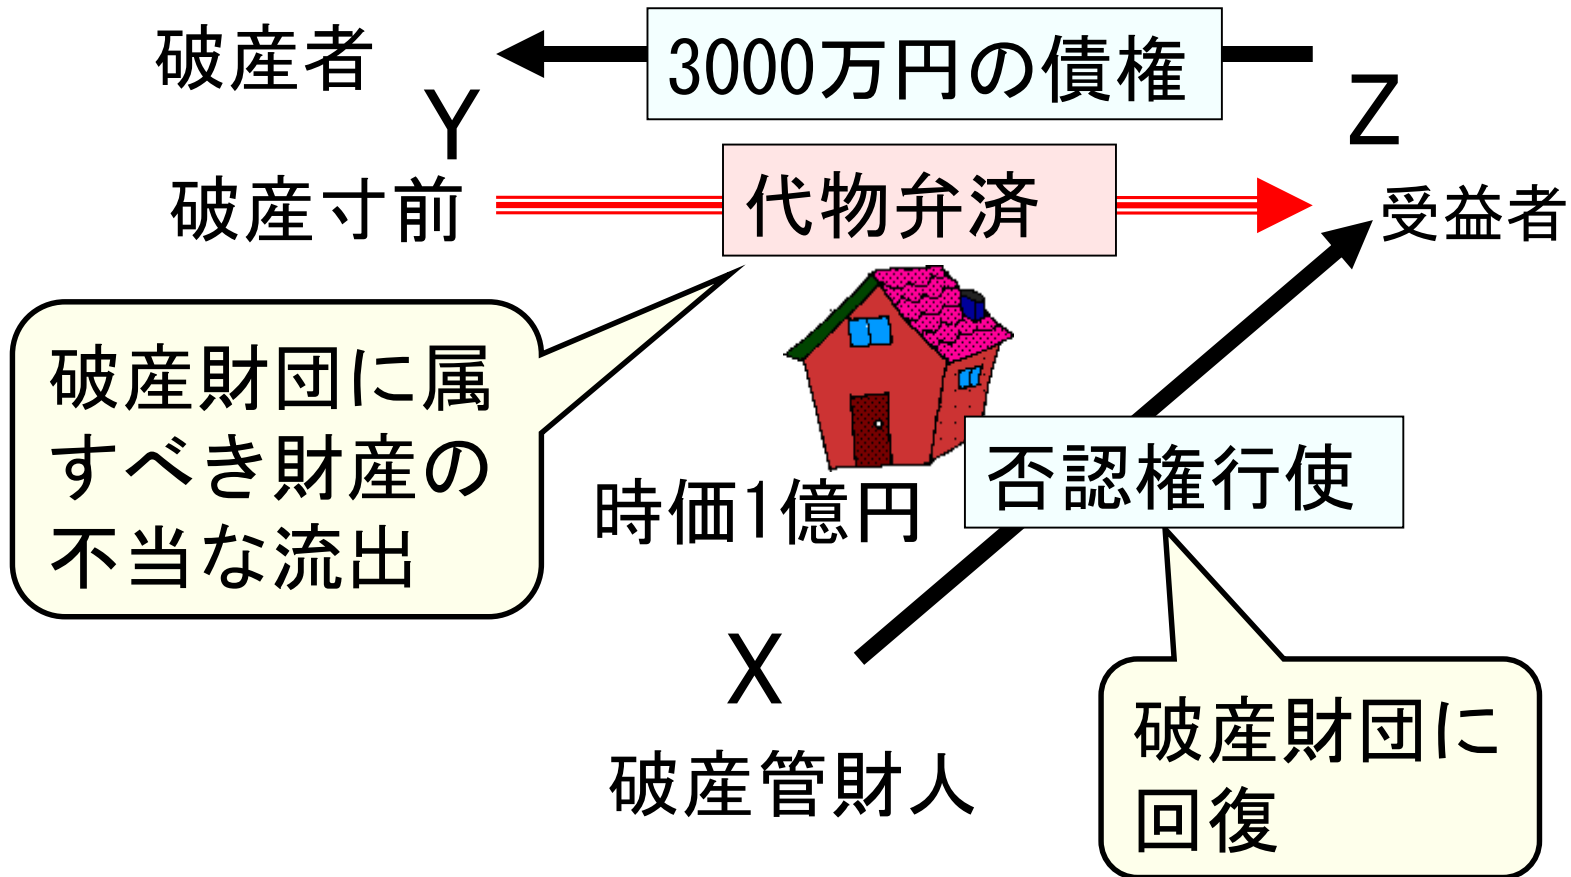 破産者
Y
3000万円の債権
Z
破産寸前
代物弁済
受益者
破産財団に属
すべき財産の
不当な流出
時価1億円
否認権行使
X
破産管財人
破産財団に
回復